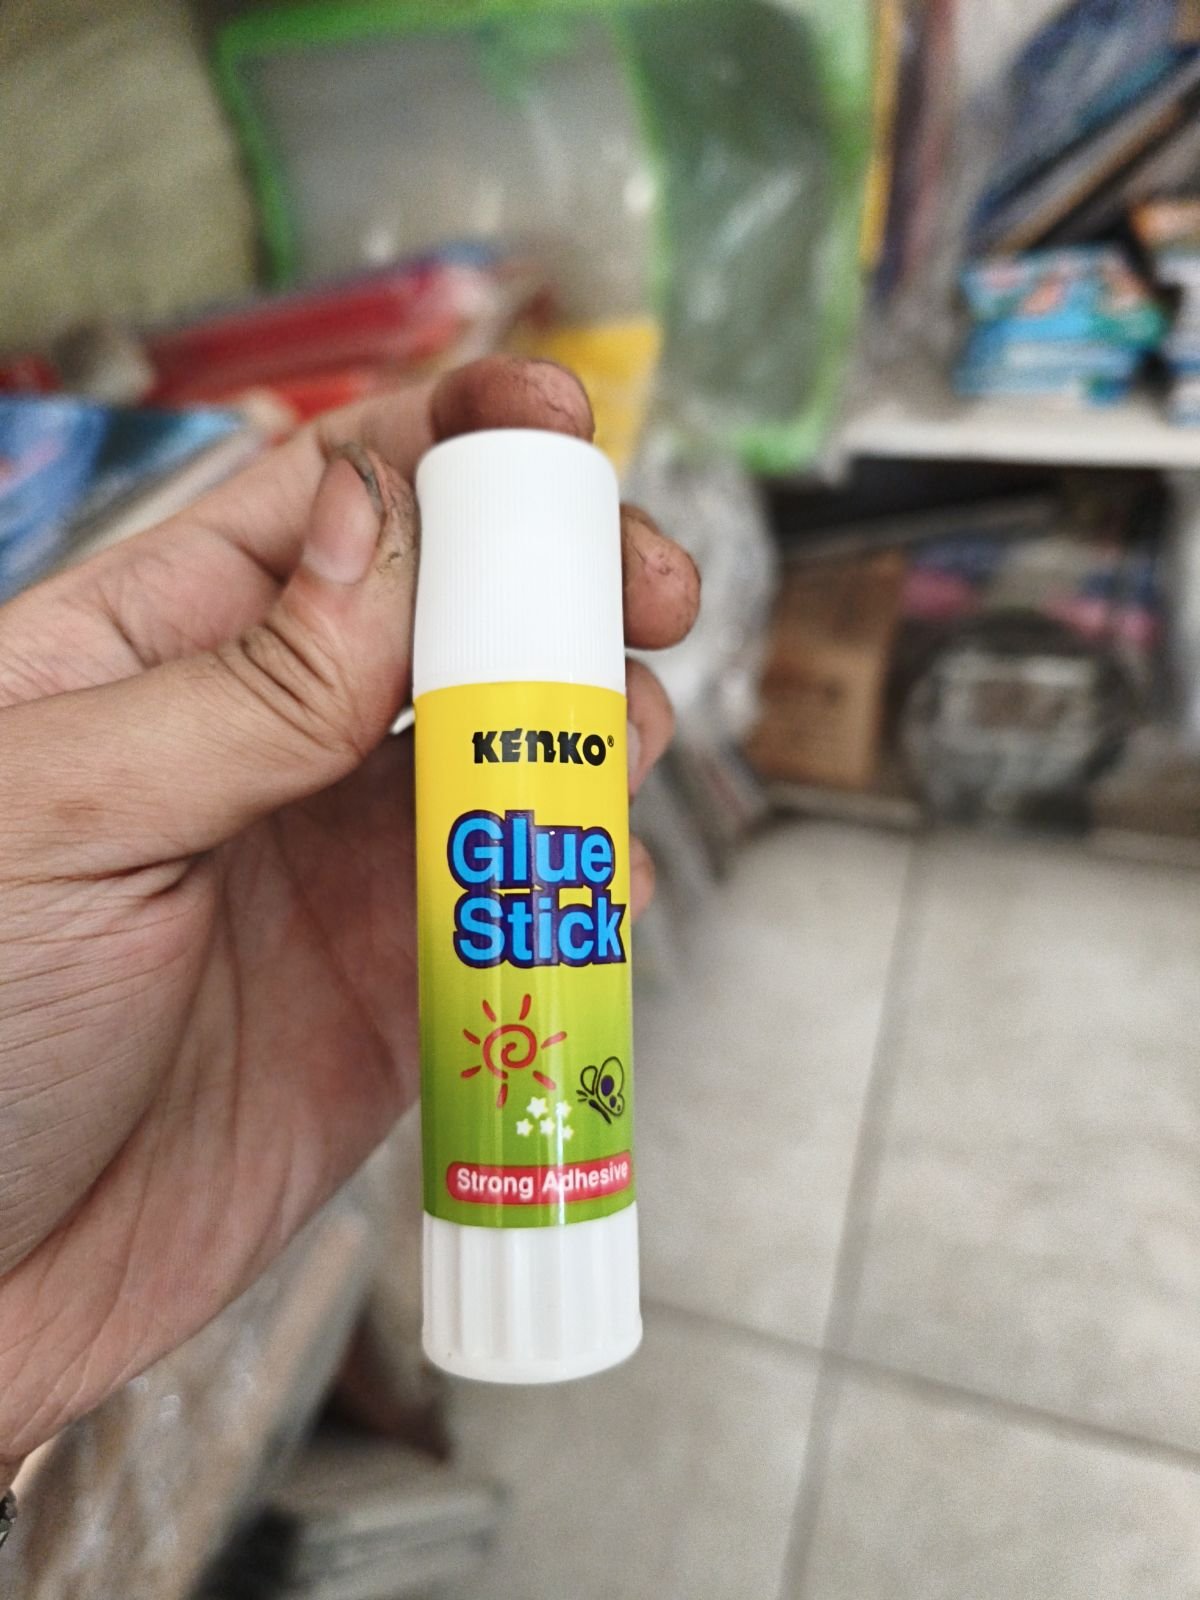 KENKO®
Glue
Stick
Strong Adhesive